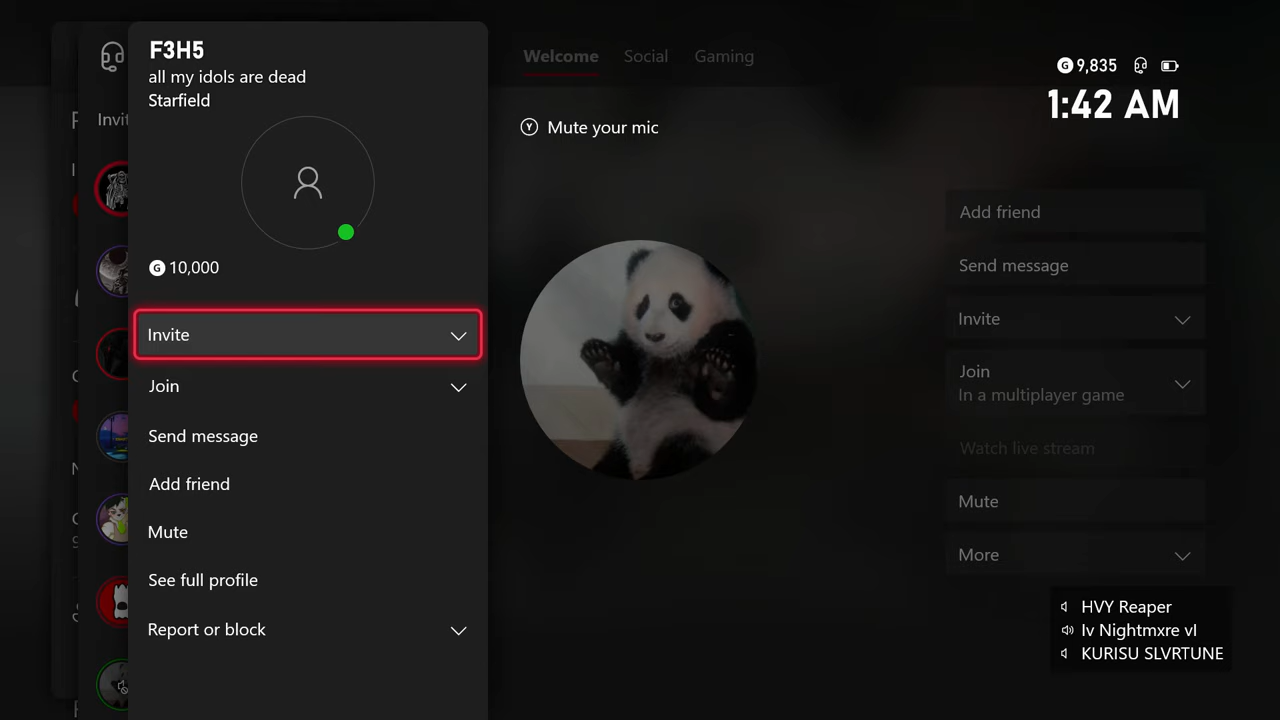 F3H5
all my idols are dead
Starfield
G 10,000
Invite
Join
Send message
Add friend
Mute
See full profile
Report or block
Invit
Welcome
Social
Gaming
Y Mute your mic
G 9,835
1:42 AM
Add friend
Send message
Invite
Join
In a multiplayer game
Watch live stream
Mute
More
HVY Reaper
Iv Nightmxre vI
KURISU SLVRTUNE